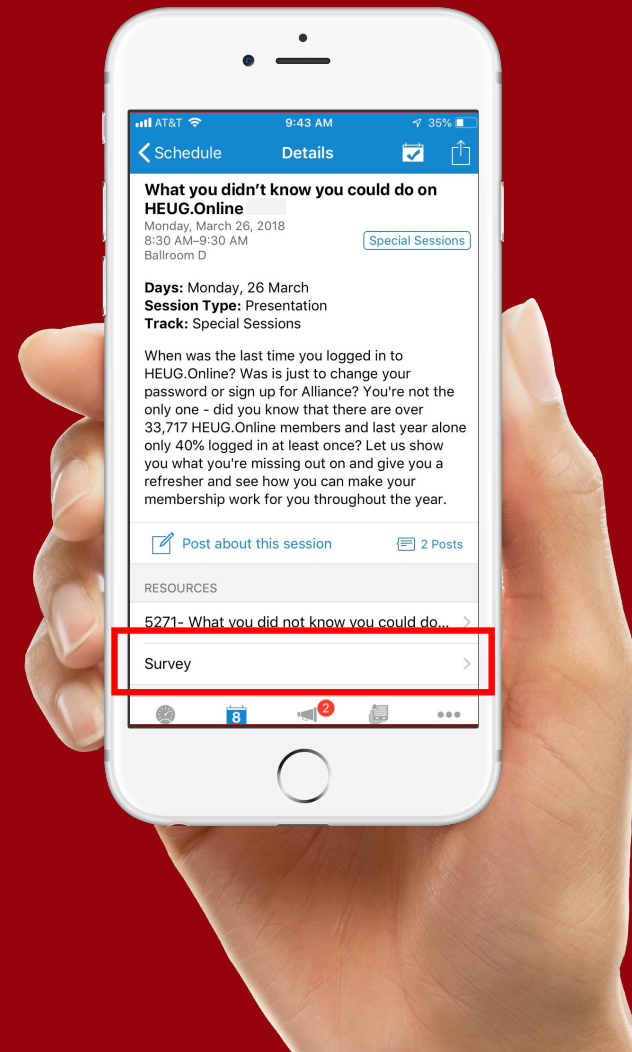 AT&T 9:43 AM 35%
Schedule Details
What you didn't know you could do on
HEUG.Online
Monday, March 26, 2018
8:30 AM–9:30 AM Special Sessions
Ballroom D
Days: Monday, 26 March
Session Type: Presentation
Track: Special Sessions
When was the last time you logged in to
HEUG.Online? Was is just to change your
password or sign up for Alliance? You're not the
only one - did you know that there are over
33,717 HEUG.Online members and last year alone
only 40% logged in at least once? Let us show
you what you're missing out on and give you a
refresher and see how you can make your
membership work for you throughout the year.
Post about this session 2 Posts
RESOURCES
5271- What you did not know you could do...
Survey
8 2